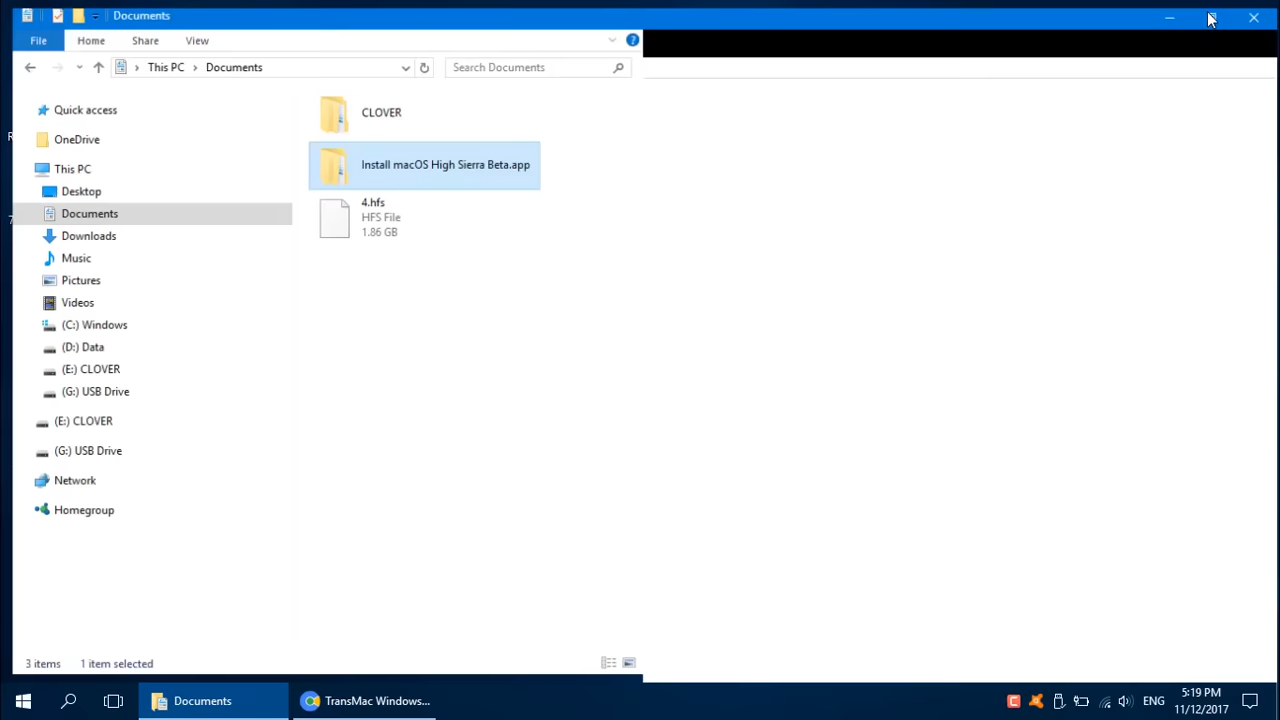 Documents
File Home Share View
This PC Documents Search Documents
Quick access
OneDrive
This PC
Desktop
Documents
Downloads
Music
Pictures
Videos
(C:) Windows
(D:) Data
(E:) CLOVER
(G:) USB Drive
(E:) CLOVER
(G:) USB Drive
Network
Homegroup
CLOVER
Install macOS High Sierra Beta.app
4.hfs
HFS File
1.86 GB
3 items 1 item selected
Documents TransMac Windows... ENG
5:19 PM
11/12/2017